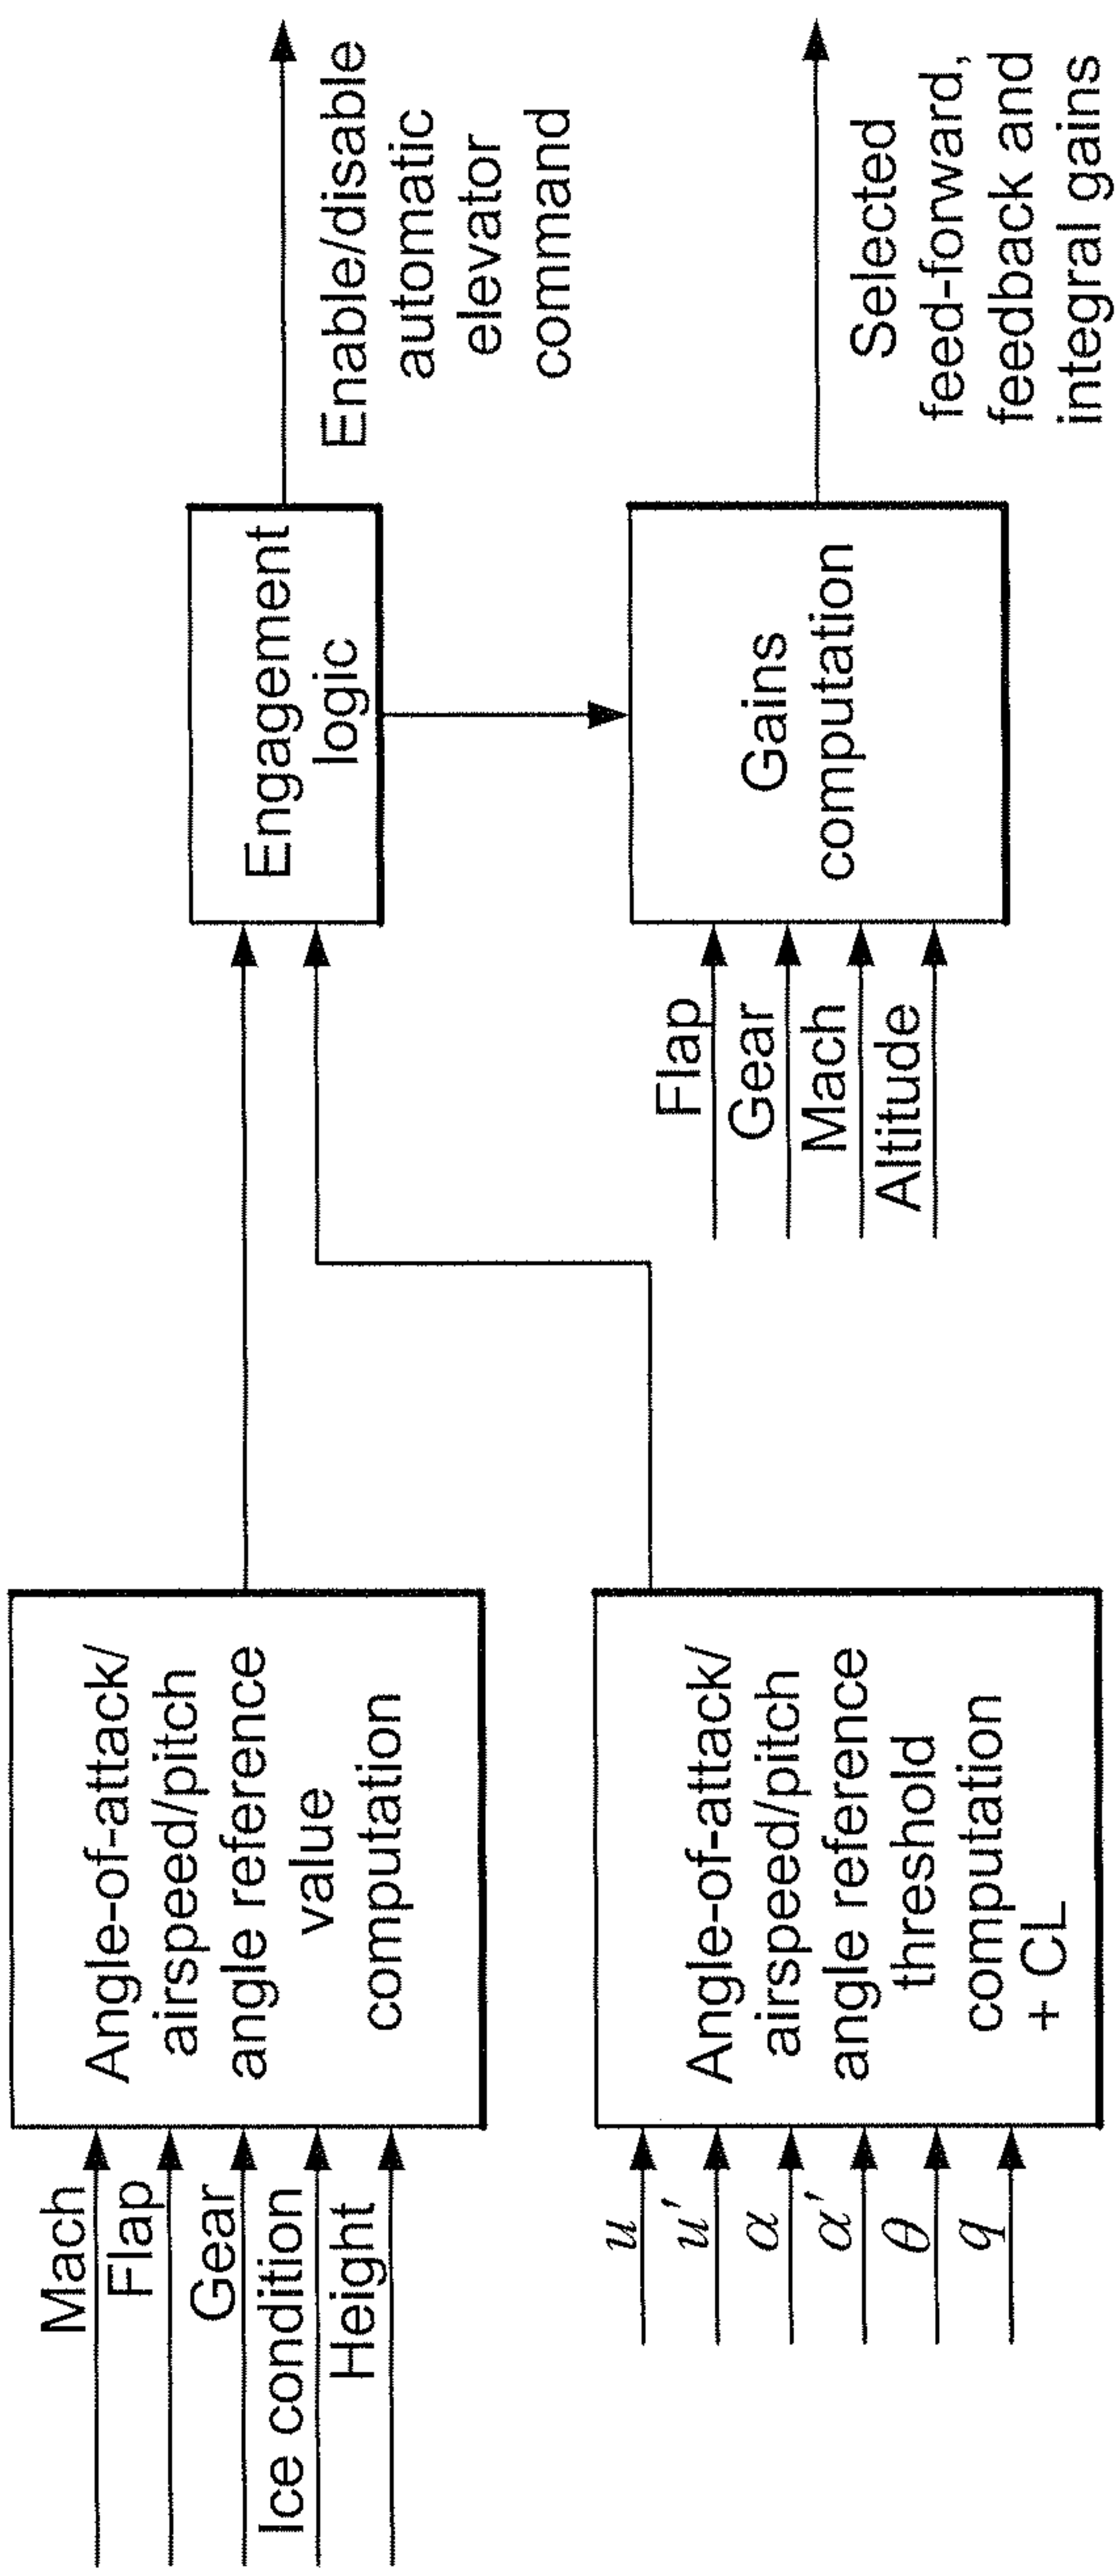 Mach
Flap
Gear
Ice condition
Height
Angle-of-attack/
airspeed/pitch
angle reference
value
computation
Engagement
logic
Enable/disable
automatic
elevator
command
u
u'
α
α'
θ
q
Angle-of-attack/
airspeed/pitch
angle reference
threshold
computation
+ CL
Flap
Gear
Mach
Altitude
Gains
computation
Selected
feed-forward,
feedback and
integral gains